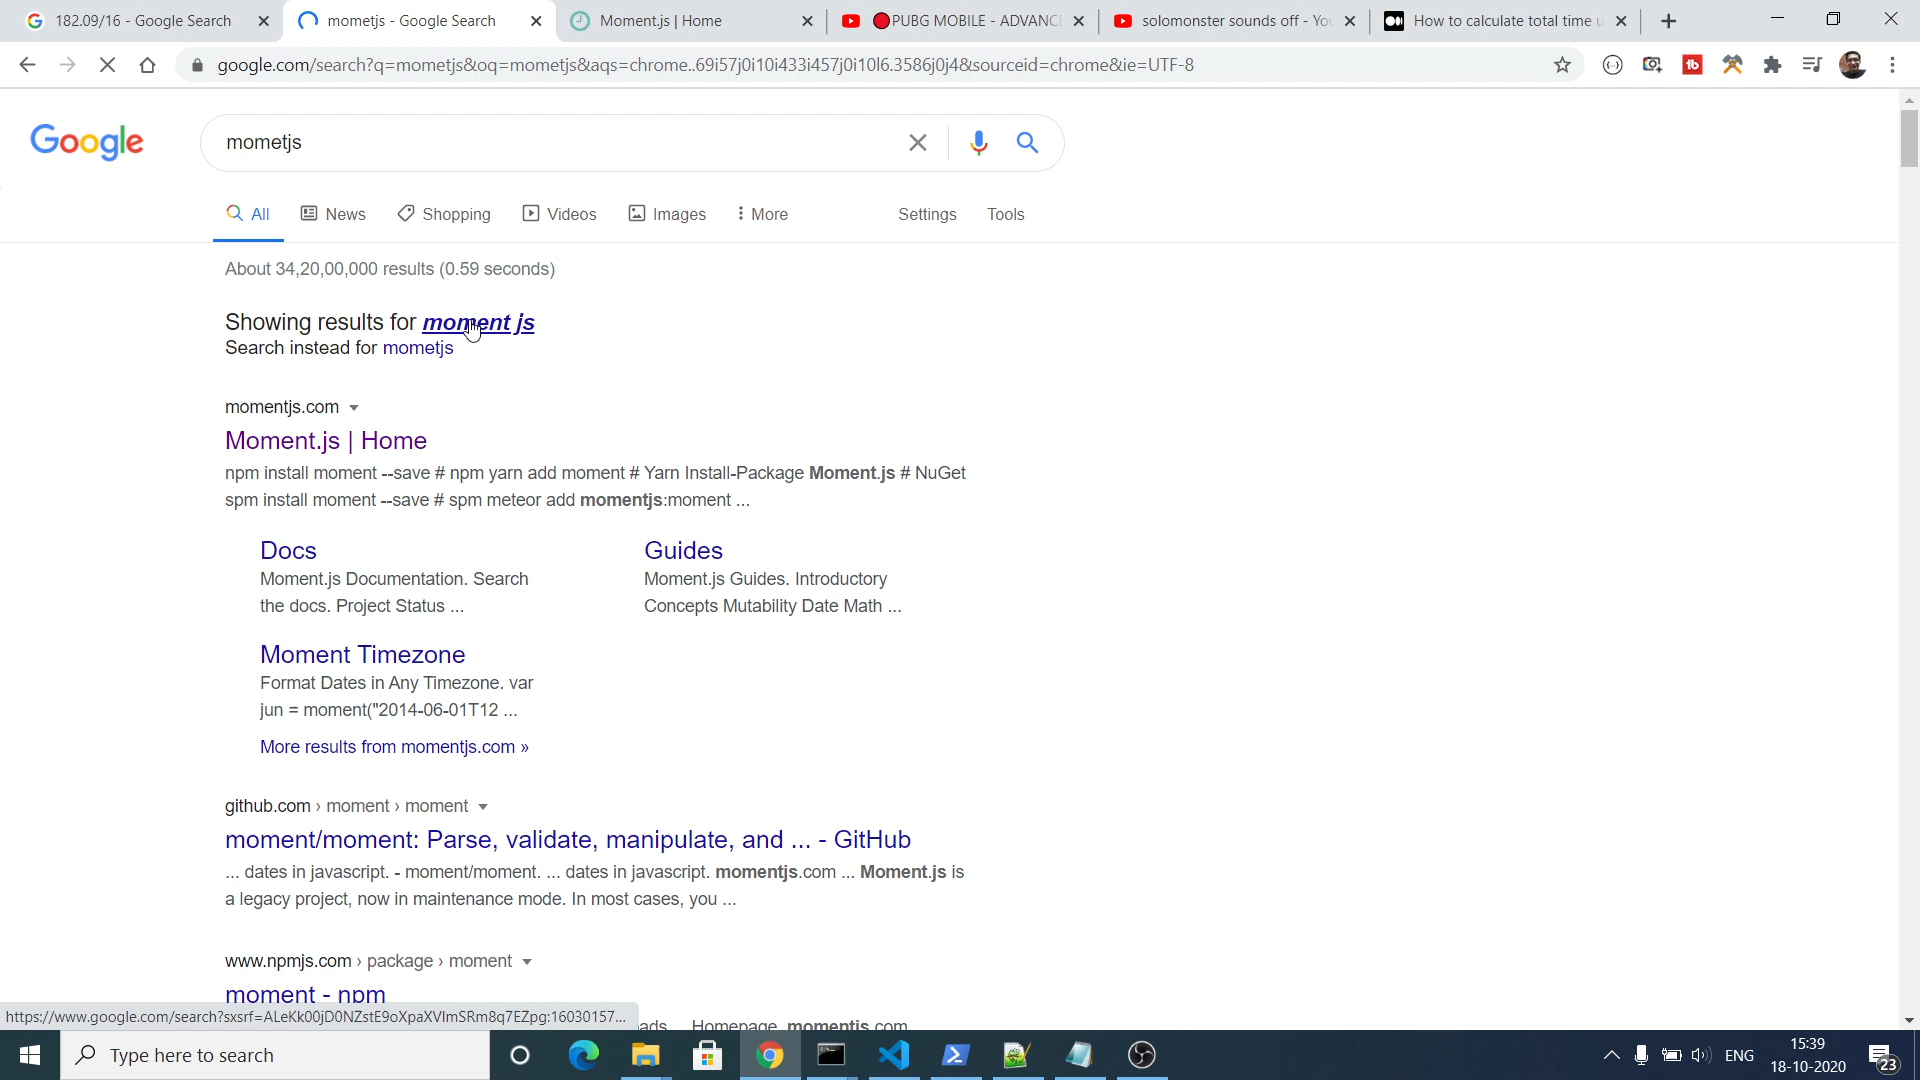 182.09/16 - Google Search
mometjs - Google Search
Moment.js | Home
PUBG MOBILE - ADVANC
solomonster sounds off - You
How to calculate total time u
google.com/search?q=mometjs&oq=mometjs&aqs=chrome..69i57j0i10i433i457j0i10l6.3586j0j4&sourceid=chrome&ie=UTF-8
Google
mometjs
All
News
Shopping
Videos
Images
More
Settings
Tools
About 34,20,00,000 results (0.59 seconds)
Showing results for moment js
Search instead for mometjs
momentjs.com
Moment.js | Home
npm install moment --save # npm yarn add moment # Yarn Install-Package Moment.js # NuGet
spm install moment --save # spm meteor add momentjs:moment ...
Docs
Moment.js Documentation. Search
the docs. Project Status ...
Guides
Moment.js Guides. Introductory
Concepts Mutability Date Math ...
Moment Timezone
Format Dates in Any Timezone. var
jun = moment("2014-06-01T12 ...
More results from momentjs.com »
github.com › moment › moment
moment/moment: Parse, validate, manipulate, and ... - GitHub
... dates in javascript. - moment/moment. ... dates in javascript. momentjs.com ... Moment.js is
a legacy project, now in maintenance mode. In most cases, you ...
www.npmjs.com › package › moment
moment - npm
https://www.google.com/search?sxsrf=ALeKk00jD0NZstE9oXpaXVImSRm8q7EZpg:16030157...
ads Homepage. momentjs.com
Type here to search
ENG
15:39
18-10-2020
23